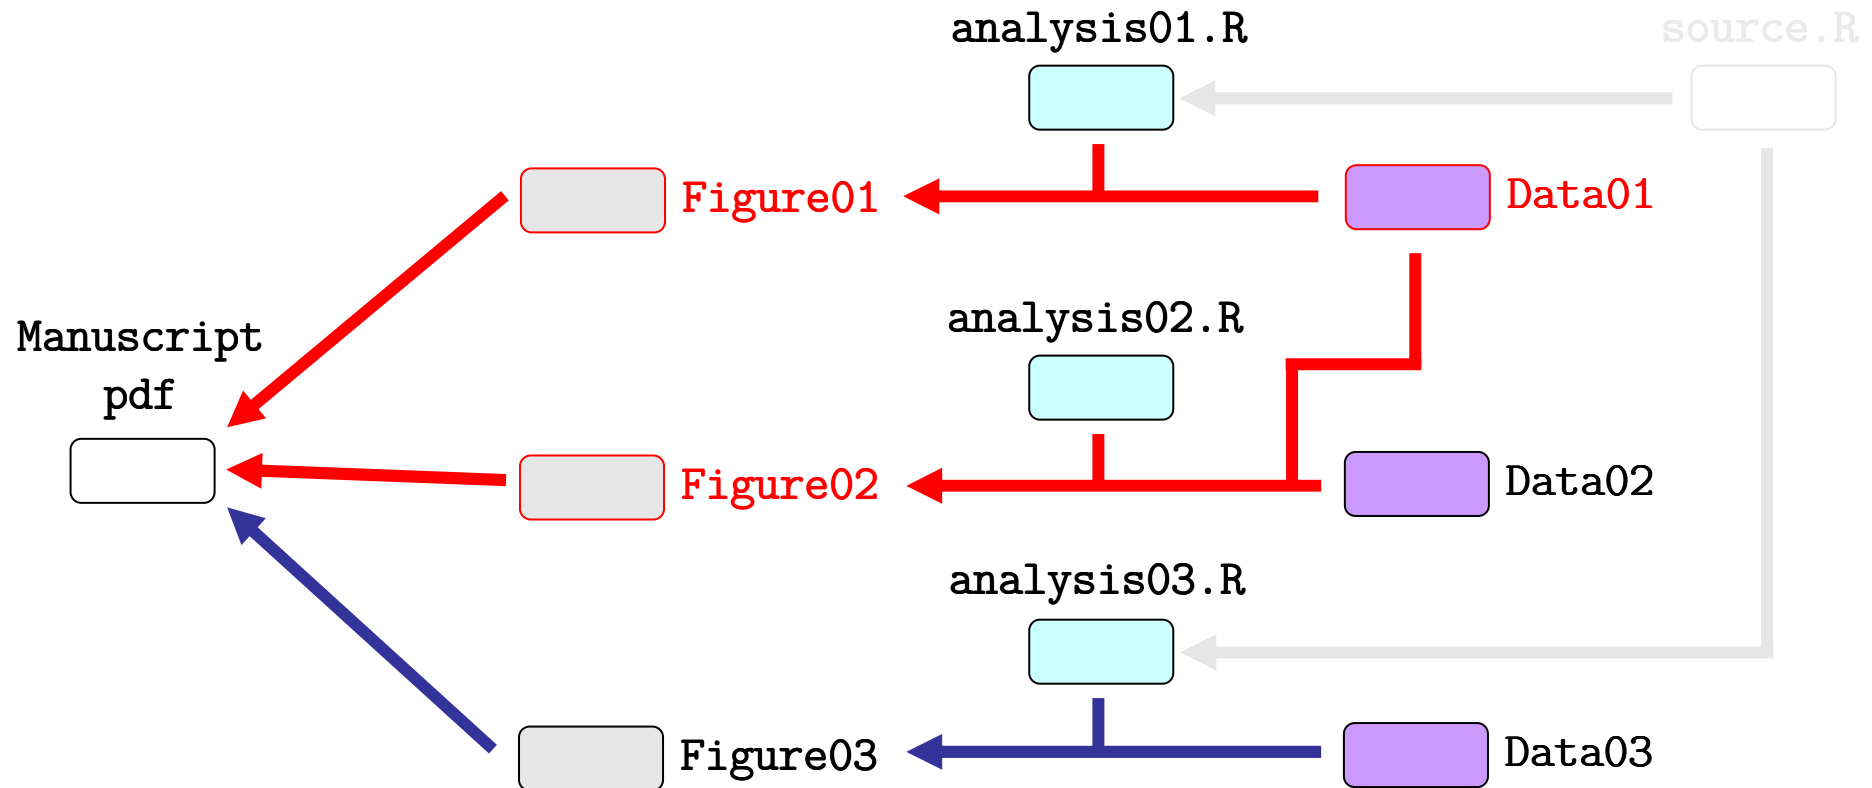 analysis01.R
source.R
Figure01
Data01
analysis02.R
Manuscript
pdf
Figure02
Data02
analysis03.R
Figure03
Data03